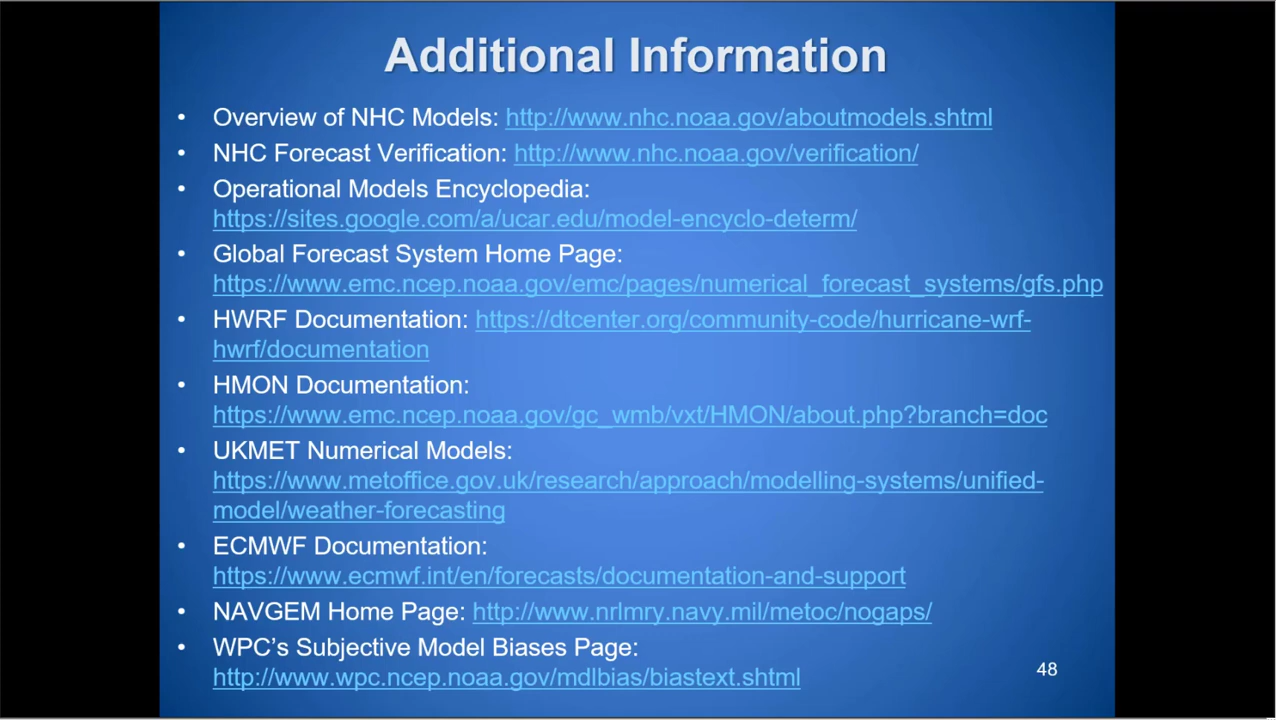 Additional Information
• Overview of NHC Models: http://www.nhc.noaa.gov/aboutmodels.shtml
• NHC Forecast Verification: http://www.nhc.noaa.gov/verification/
• Operational Models Encyclopedia:
https://sites.google.com/a/ucar.edu/model-encyclo-determ/
• Global Forecast System Home Page:
https://www.emc.ncep.noaa.gov/emc/pages/numerical_forecast_systems/gfs.php
• HWRF Documentation: https://dtcenter.org/community-code/hurricane-wrf-
hwrf/documentation
• HMON Documentation:
https://www.emc.ncep.noaa.gov/gc_wmb/vxt/HMON/about.php?branch=doc
• UKMET Numerical Models:
https://www.metoffice.gov.uk/research/approach/modelling-systems/unified-
model/weather-forecasting
• ECMWF Documentation:
https://www.ecmwf.int/en/forecasts/documentation-and-support
• NAVGEM Home Page: http://www.nrlmry.navy.mil/metoc/nogaps/
• WPC’s Subjective Model Biases Page:
http://www.wpc.ncep.noaa.gov/mdlbias/biastext.shtml
48